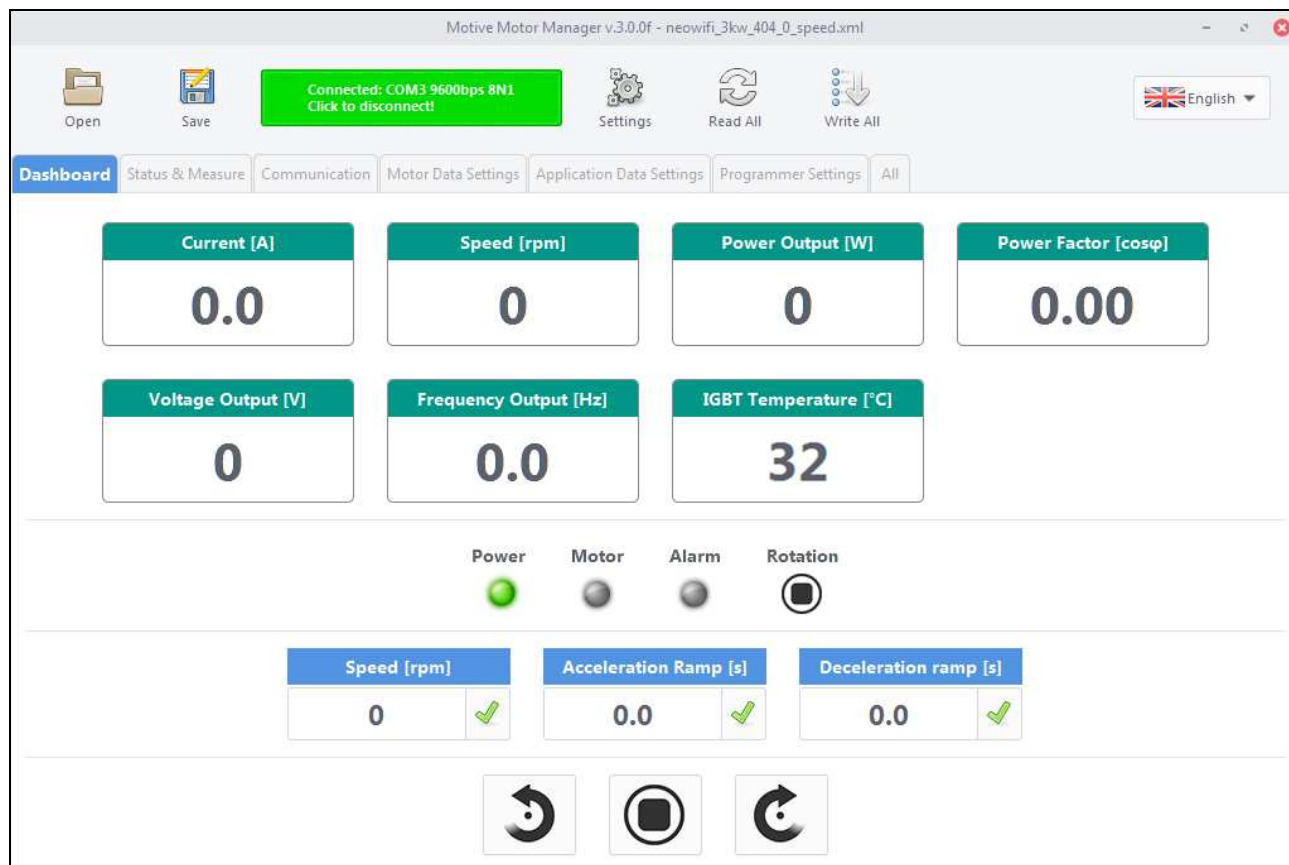 Motive Motor Manager v.3.0.0f - neowifi_3kw_404_0_speed.xml
Open
Save
Connected: COM3 9600bps 8N1
Click to disconnect!
Settings
Read All
Write All
English
Dashboard
Status & Measure
Communication
Motor Data Settings
Application Data Settings
Programmer Settings
All
Current [A]
0.0
Speed [rpm]
0
Power Output [W]
0
Power Factor [cosφ]
0.00
Voltage Output [V]
0
Frequency Output [Hz]
0.0
IGBT Temperature [°C]
32
Power
Motor
Alarm
Rotation
Speed [rpm]
0
Acceleration Ramp [s]
0.0
Deceleration ramp [s]
0.0